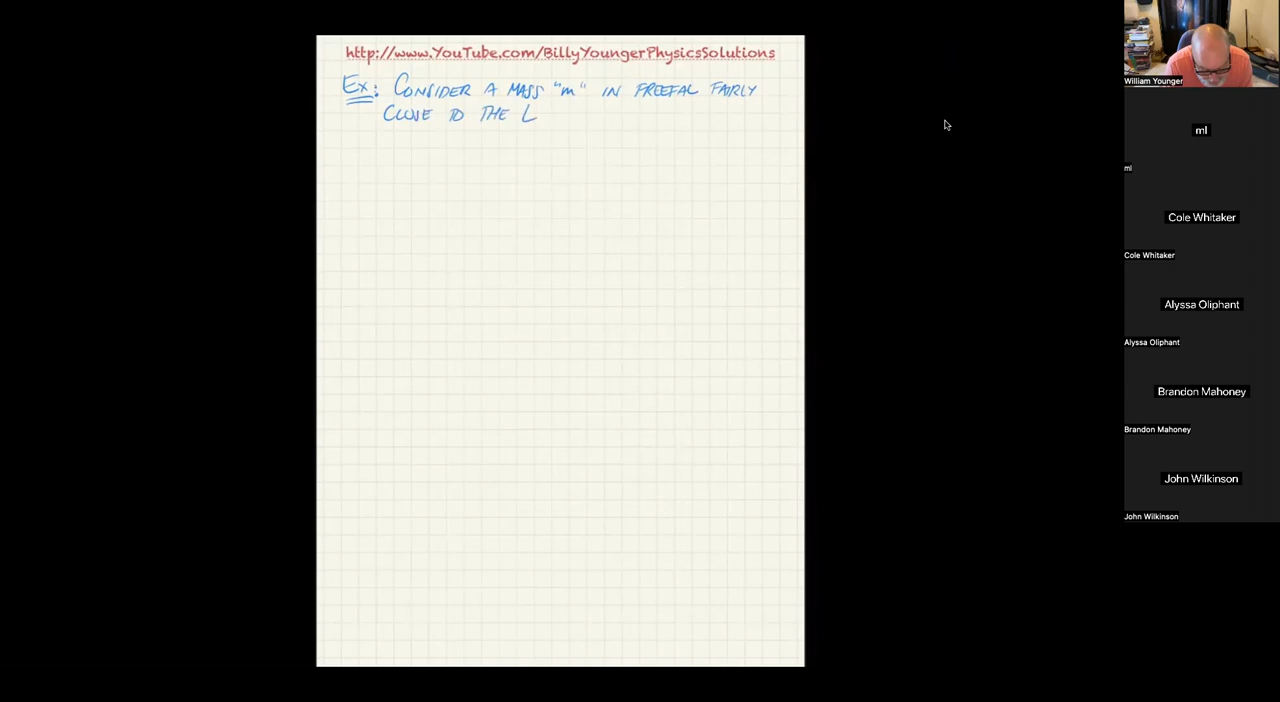 http://www.YouTube.com/BillyYoungerPhysicsSolutions
Ex: CONSIDER A MASS "m" IN FREEFAL FAIRLY
CLOSE TO THE L
William Younger
ml
ml
Cole Whitaker
Cole Whitaker
Alyssa Oliphant
Alyssa Oliphant
Brandon Mahoney
Brandon Mahoney
John Wilkinson
John Wilkinson